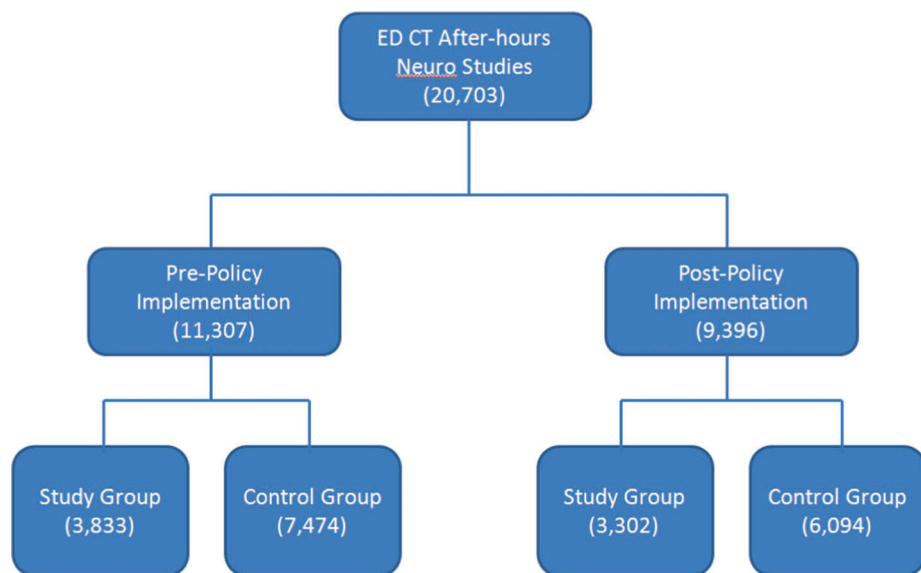 ED CT After-hours
Neuro Studies
(20,703)
Pre-Policy
Implementation
(11,307)
Post-Policy
Implementation
(9,396)
Study Group
(3,833)
Control Group
(7,474)
Study Group
(3,302)
Control Group
(6,094)